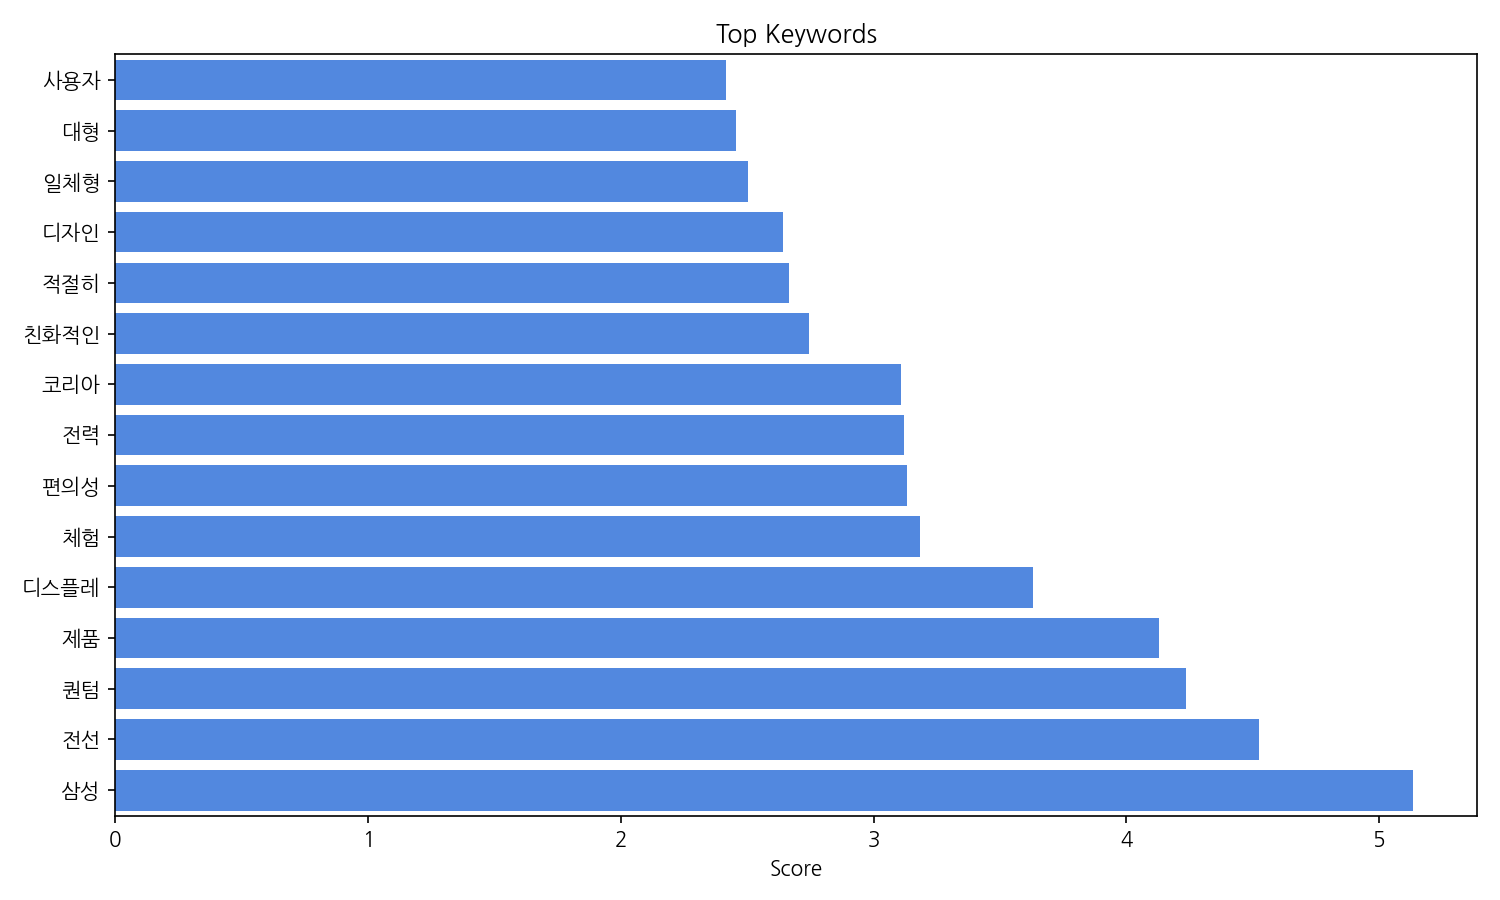 Top Keywords
사용자
대형
일체형
디자인
적절히
친화적인
코리아
전력
편의성
체험
디스플레
제품
퀀텀
전선
삼성
0 1 2 3 4 5
Score